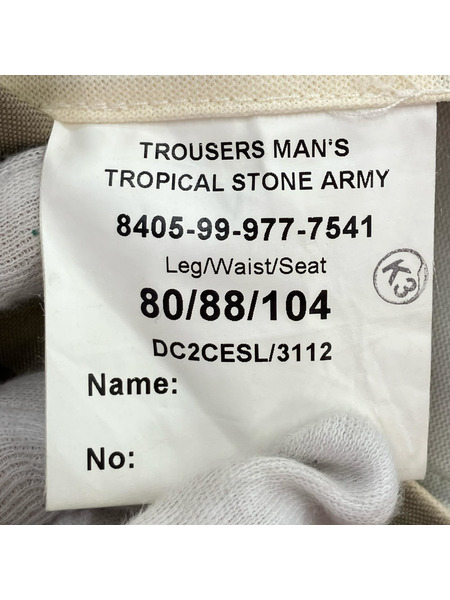 TROUSERS MAN'S
TROPICAL STONE ARMY
8405-99-977-7541
Leg/Waist/Seat
80/88/104
K3
DC2CESL/3112
Name:
No: